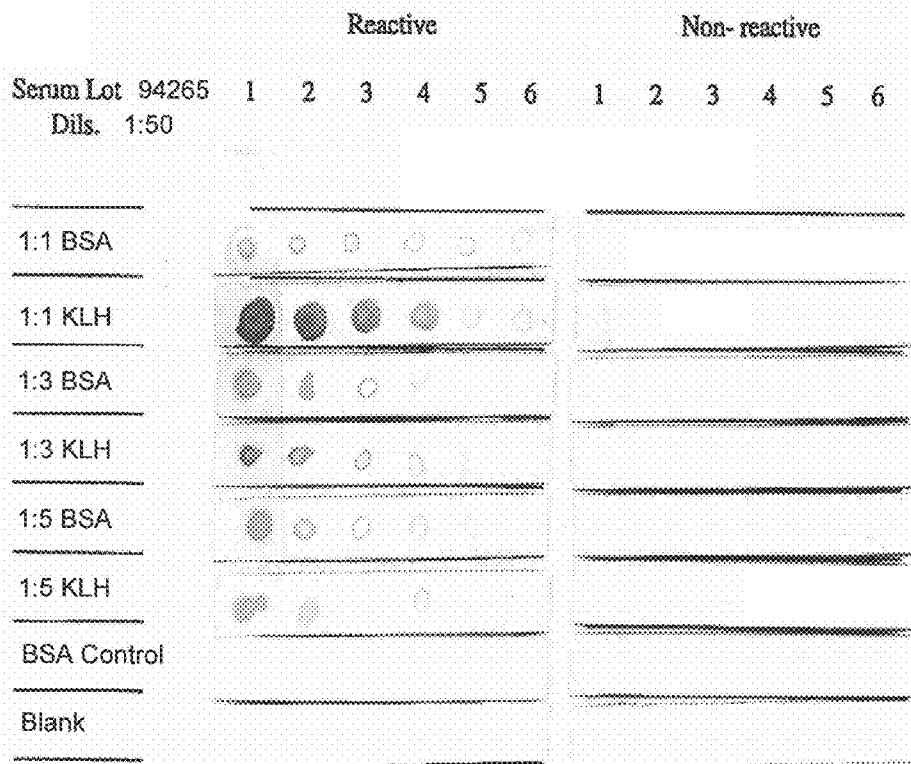 Reactive Non- reactive
Serum Lot 94265 1 2 3 4 5 6 1 2 3 4 5 6
Dils. 1:50
1:1 BSA
1:1 KLH
1:3 BSA
1:3 KLH
1:5 BSA
1:5 KLH
BSA Control
Blank